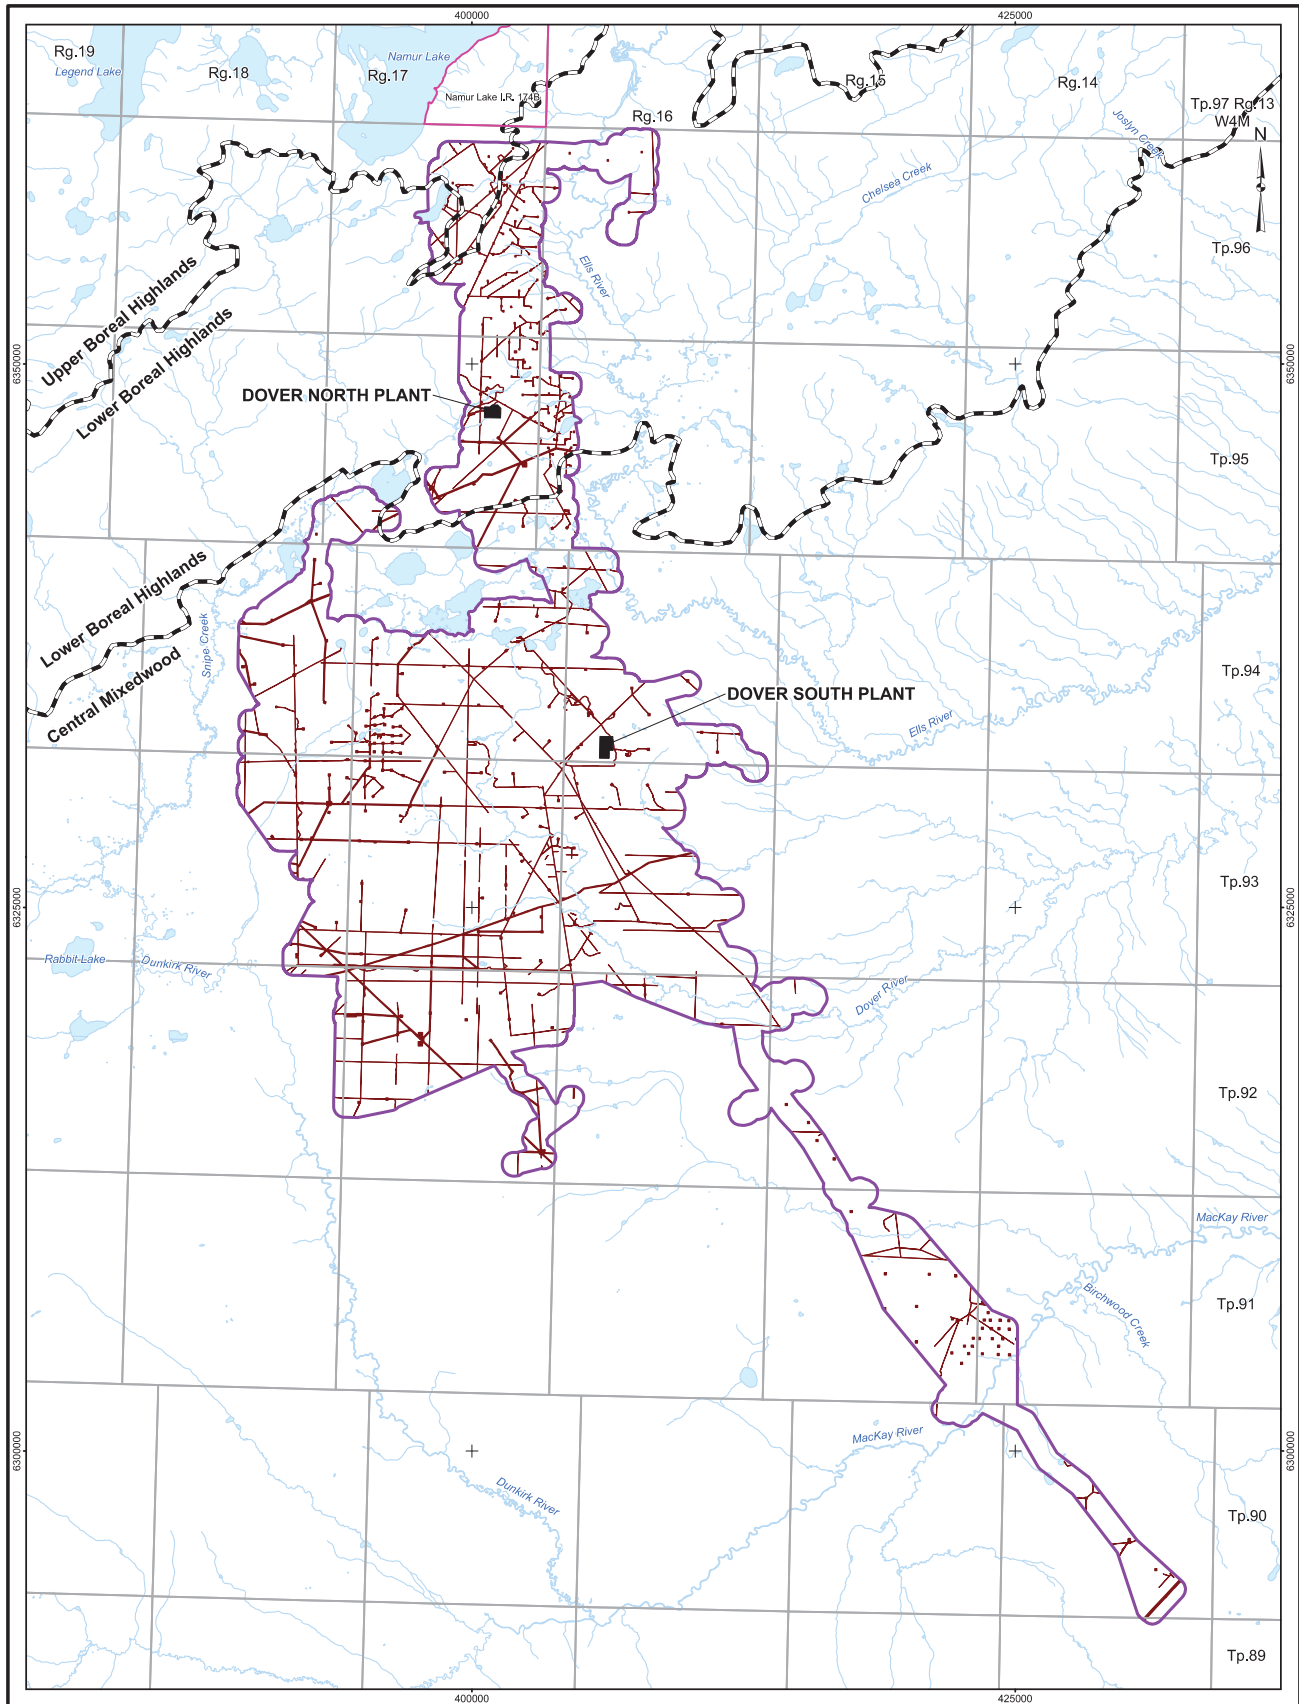 400000
425000
Rg.19
Legend Lake
Rg.18
Namur Lake
Rg.17
Namur Lake I.R. 174B
Rg.16
Rg.15
Rg.14
Tp.97 Rg.13
W4M
N
Joslyn Creek
Chelsea Creek
Tp.96
Ells River
Upper Boreal Highlands
Lower Boreal Highlands
6350000
6350000
DOVER NORTH PLANT
Tp.95
Lower Boreal Highlands
Central Mixedwood
Snipe Creek
Tp.94
DOVER SOUTH PLANT
Ells River
Tp.93
6325000
6325000
Rabbit Lake
Dunkirk River
Dover River
Tp.92
MacKay River
Birchwood Creek
Tp.91
MacKay River
6300000
6300000
Dunkirk River
Tp.90
Tp.89
400000
425000